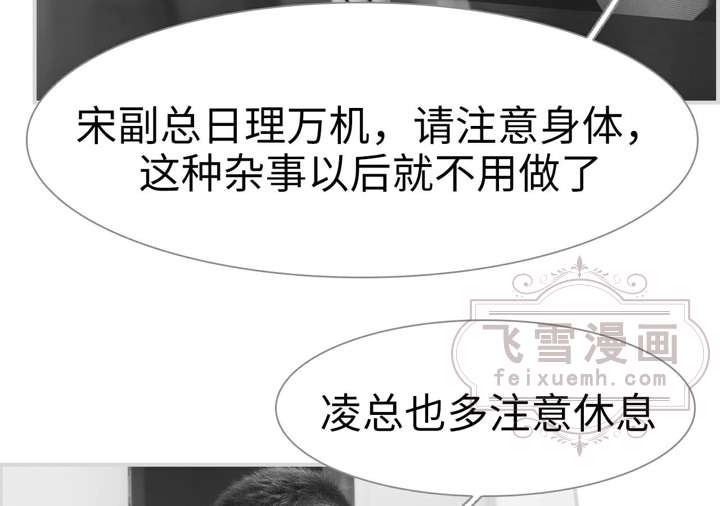 宋副总日理万机，请注意身体，
这种杂事以后就不用做了
飞雪漫画
feixuemh.com
凌总也多注意休息